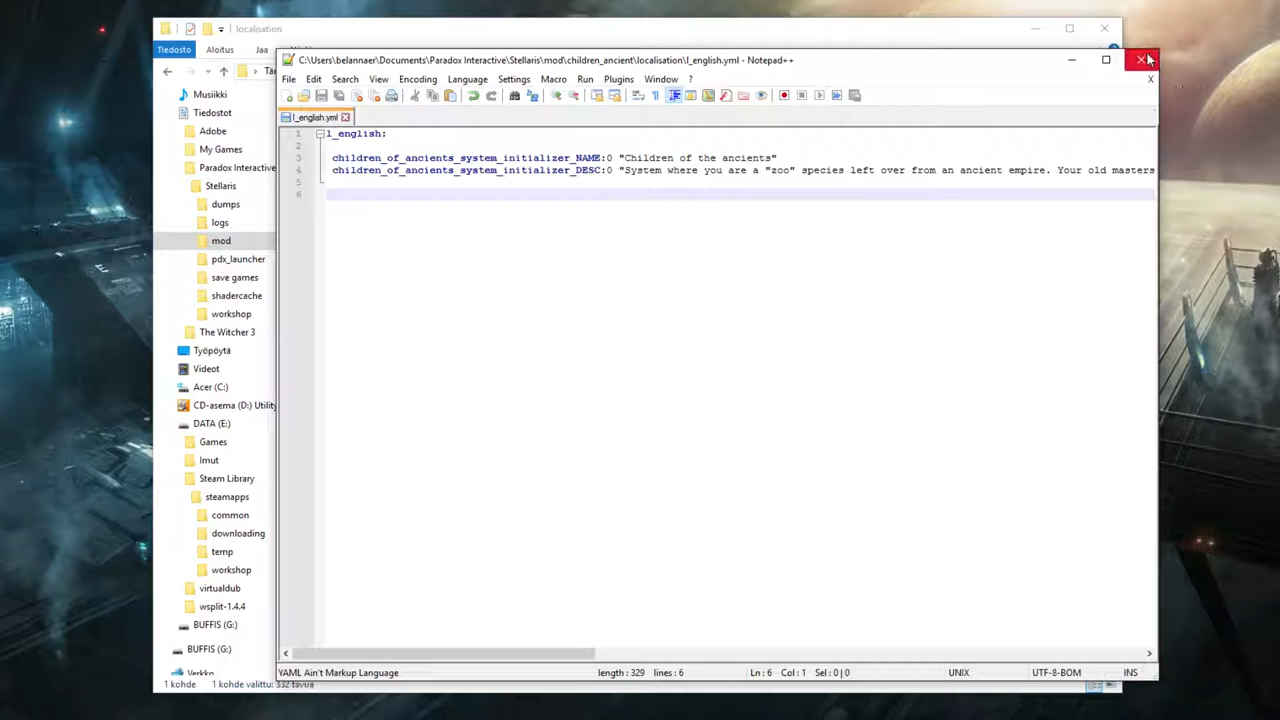 localisation
Tiedosto Aloitus Jaa
C:\Users\belannaer\Documents\Paradox Interactive\Stellaris\mod\children_ancient\localisation\l_english.yml - Notepad++
File Edit Search View Encoding Language Settings Macro Run Plugins Window ? X
l_english.yml
1 l_english:
2
3 children_of_ancients_system_initializer_NAME:0 "Children of the ancients"
4 children_of_ancients_system_initializer_DESC:0 "System where you are a "zoo" species left over from an ancient empire. Your old masters
5
6
Musiikki
Tiedostot
Adobe
My Games
Paradox Interactive
Stellaris
dumps
logs
mod
pdx_launcher
save games
shadercache
workshop
The Witcher 3
Työpöytä
Videot
Acer (C:)
CD-asema (D:) Utility
DATA (E:)
Games
Imut
Steam Library
steamapps
common
downloading
temp
workshop
virtualdub
wsplit-1.4.4
BUFFIS (G:)
BUFFIS (G:)
Verkko
YAML Ain't Markup Language length : 329 lines : 6 Ln : 6 Col : 1 Sel : 0 | 0 UNIX UTF-8-BOM INS
1 kohde 1 kohde valittu: 332 tavua